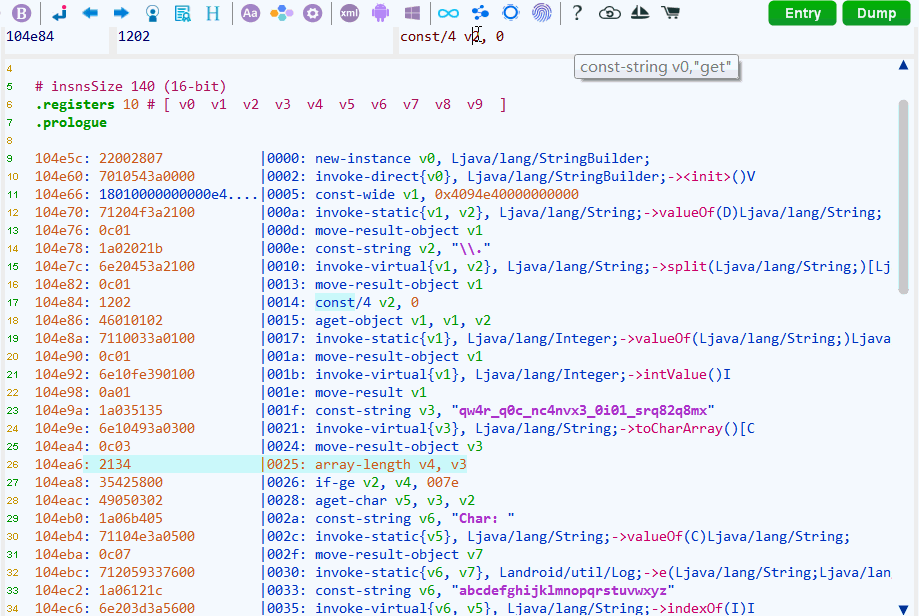 B H Aa xml ? Entry Dump
104e84 1202 const/4 v2, 0
const-string v0,"get"
4
5 # insnsSize 140 (16-bit)
6 .registers 10 # [ v0 v1 v2 v3 v4 v5 v6 v7 v8 v9 ]
7 .prologue
8
9 104e5c: 22002807 |0000: new-instance v0, Ljava/lang/StringBuilder;
10 104e60: 7010543a0000 |0002: invoke-direct{v0}, Ljava/lang/StringBuilder;-><init>()V
11 104e66: 18010000000000e4....|0005: const-wide v1, 0x4094e40000000000
12 104e70: 71204f3a2100 |000a: invoke-static{v1, v2}, Ljava/lang/String;->valueOf(D)Ljava/lang/String;
13 104e76: 0c01 |000d: move-result-object v1
14 104e78: 1a02021b |000e: const-string v2, "\\."
15 104e7c: 6e20453a2100 |0010: invoke-virtual{v1, v2}, Ljava/lang/String;->split(Ljava/lang/String;)[Lj
16 104e82: 0c01 |0013: move-result-object v1
17 104e84: 1202 |0014: const/4 v2, 0
18 104e86: 46010102 |0015: aget-object v1, v1, v2
19 104e8a: 7110033a0100 |0017: invoke-static{v1}, Ljava/lang/Integer;->valueOf(Ljava/lang/String;)Ljava
20 104e90: 0c01 |001a: move-result-object v1
21 104e92: 6e10fe390100 |001b: invoke-virtual{v1}, Ljava/lang/Integer;->intValue()I
22 104e98: 0a01 |001e: move-result v1
23 104e9a: 1a035135 |001f: const-string v3, "qw4r_q0c_nc4nvx3_0i01_srq82q8mx"
24 104e9e: 6e10493a0300 |0021: invoke-virtual{v3}, Ljava/lang/String;->toCharArray()[C
25 104ea4: 0c03 |0024: move-result-object v3
26 104ea6: 2134 |0025: array-length v4, v3
27 104ea8: 35425800 |0026: if-ge v2, v4, 007e
28 104eac: 49050302 |0028: aget-char v5, v3, v2
29 104eb0: 1a06b405 |002a: const-string v6, "Char: "
30 104eb4: 71104e3a0500 |002c: invoke-static{v5}, Ljava/lang/String;->valueOf(C)Ljava/lang/String;
31 104eba: 0c07 |002f: move-result-object v7
32 104ebc: 712059337600 |0030: invoke-static{v6, v7}, Landroid/util/Log;->e(Ljava/lang/String;Ljava/lan
33 104ec2: 1a06121c |0033: const-string v6, "abcdefghijklmnopqrstuvwxyz"
34 104ec6: 6e203d3a5600 |0035: invoke-virtual{v6, v5}, Ljava/lang/String;->indexOf(I)I